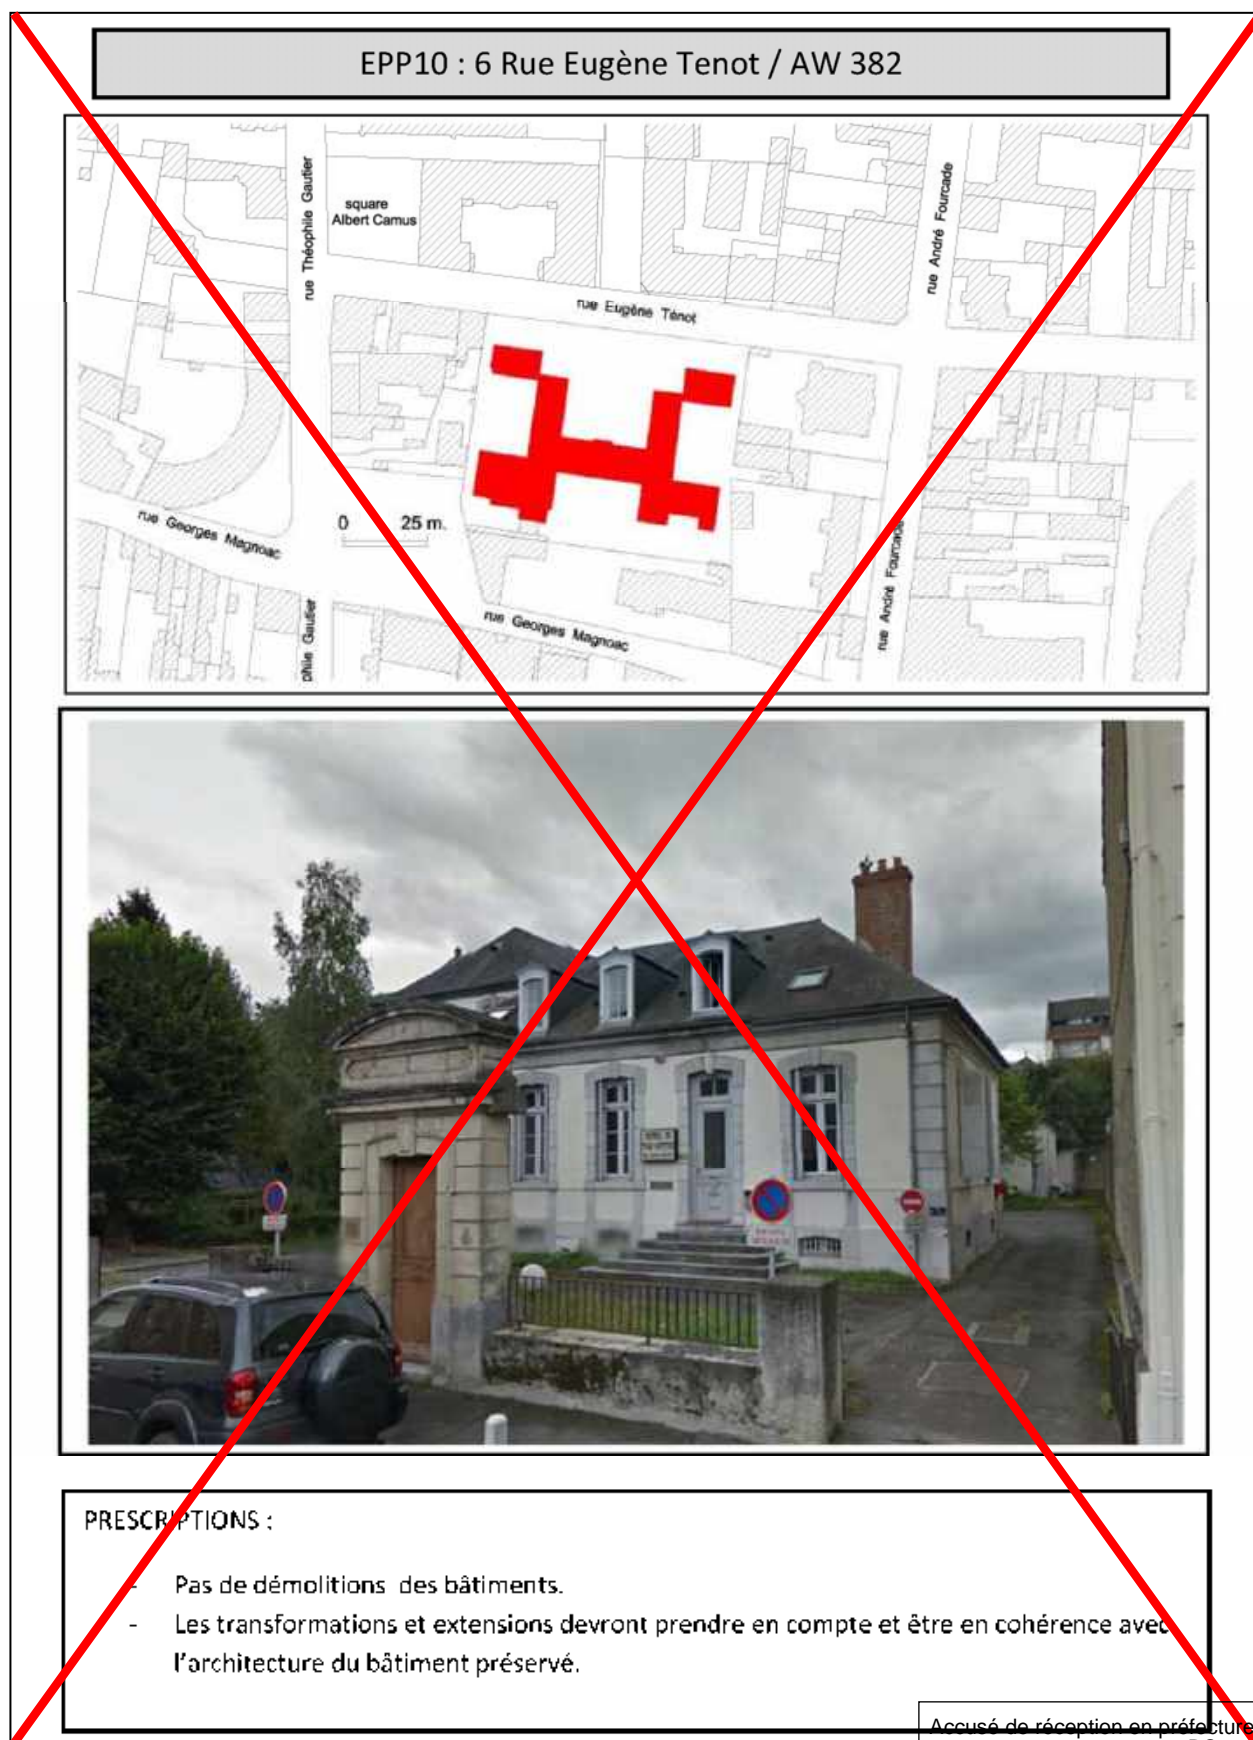 EPP10 : 6 Rue Eugène Tenot / AW 382
square
Albert Camus
rue Théophile Gautier
rue André Fourcade
rue Eugène Ténot
rue Georges Magnoac
0 25 m.
rue Georges Magnoac
rue André Fourcade
phile Gautier
PRESCRIPTIONS :
- Pas de démolitions des bâtiments.
- Les transformations et extensions devront prendre en compte et être en cohérence avec
l'architecture du bâtiment préservé.
Accusé de réception en préfecture